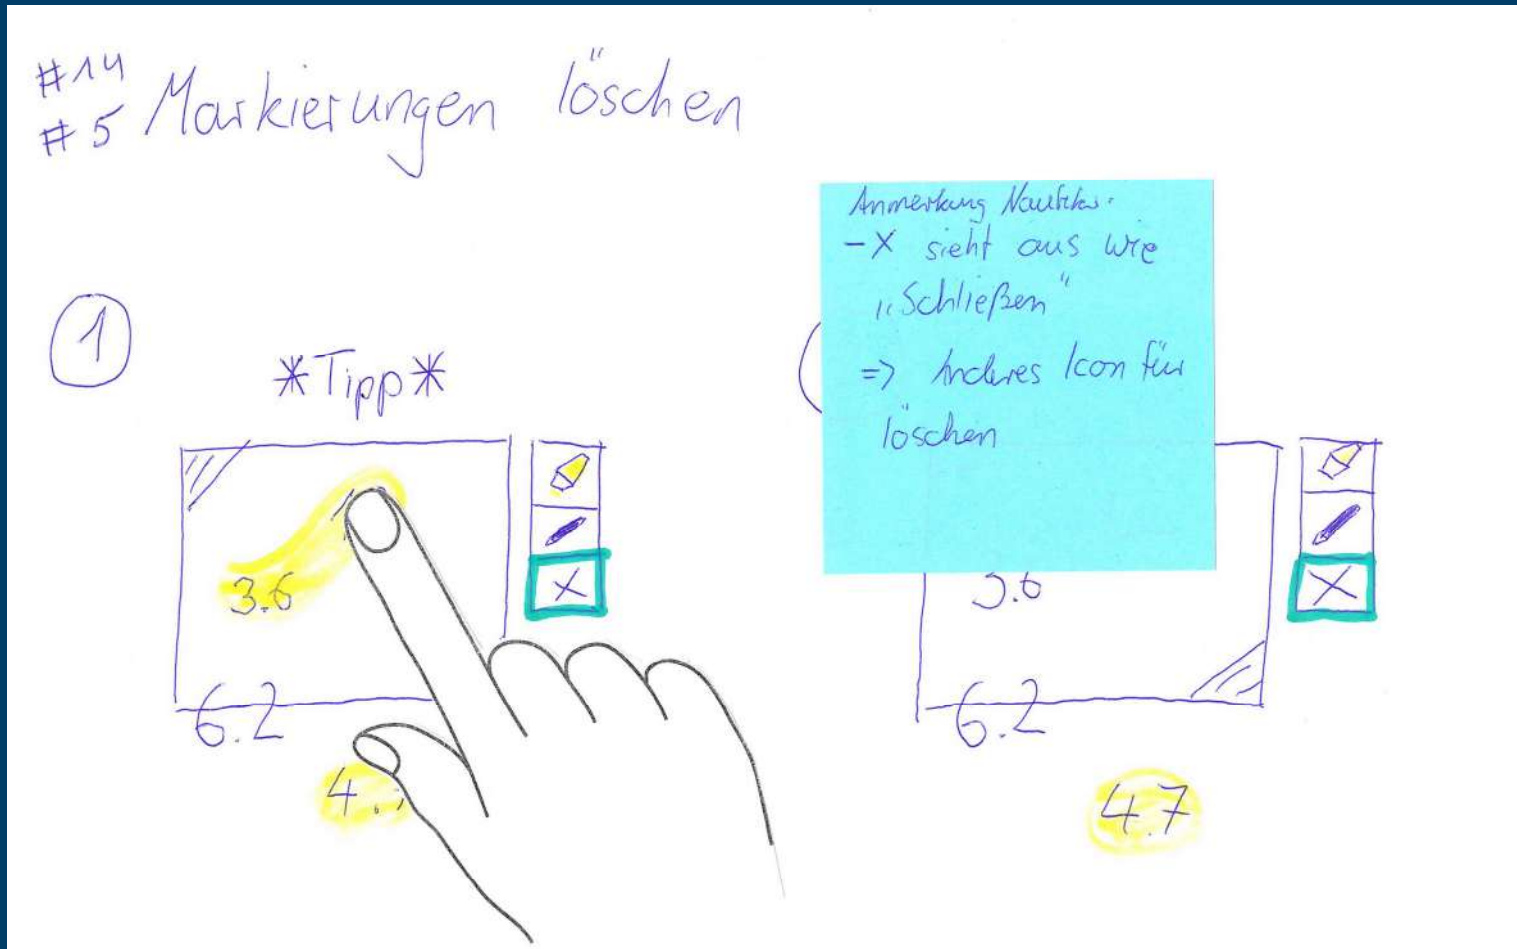 #14
#5 Markierungen löschen
1
*Tipp*
3.6
6.2
4.
Anmerkung Nautiker:
- X sieht aus wie
„Schließen“
=> Anderes Icon für
löschen
X
3.6
6.2
4.7
X